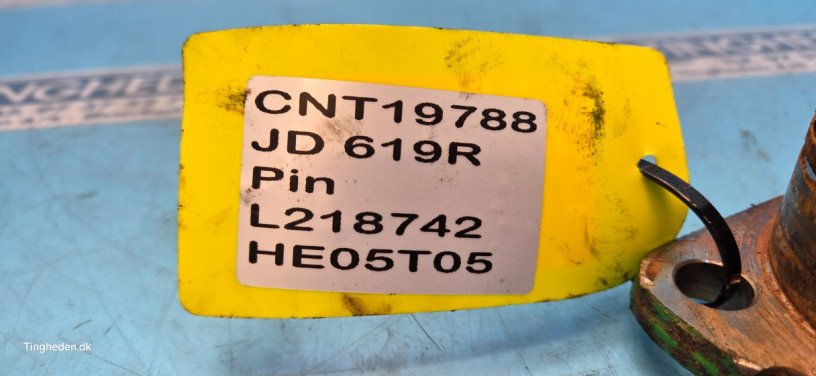 CNT19788
JD 619R
Pin
L218742
HE05T05
Tingheden.dk